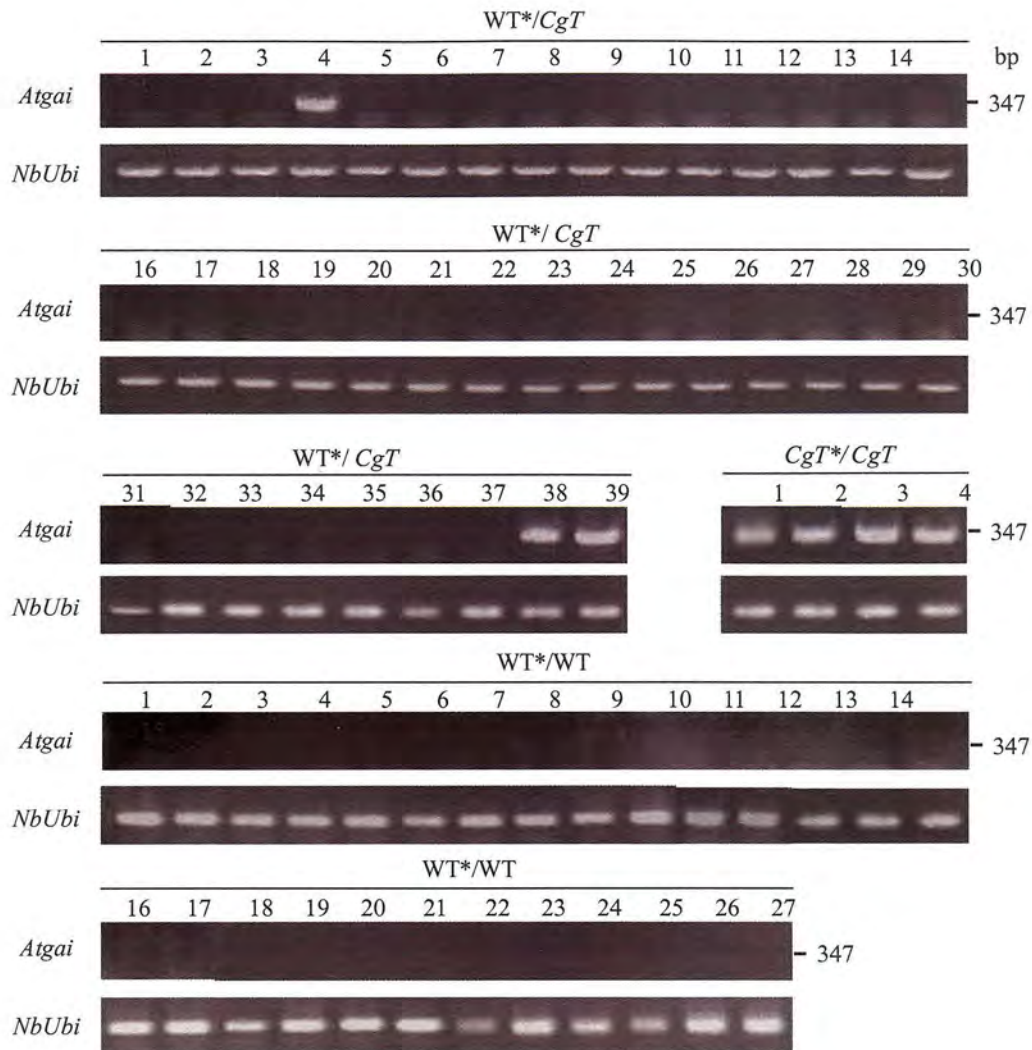 WT*/CgT
1 2 3 4 5 6 7 8 9 10 11 12 13 14 bp
Atgai 347
NbUbi
WT*/ CgT
16 17 18 19 20 21 22 23 24 25 26 27 28 29 30
Atgai 347
NbUbi
WT*/ CgT CgT*/CgT
31 32 33 34 35 36 37 38 39 1 2 3 4
Atgai 347
NbUbi
WT*/WT
1 2 3 4 5 6 7 8 9 10 11 12 13 14
Atgai 347
NbUbi
WT*/WT
16 17 18 19 20 21 22 23 24 25 26 27
Atgai 347
NbUbi